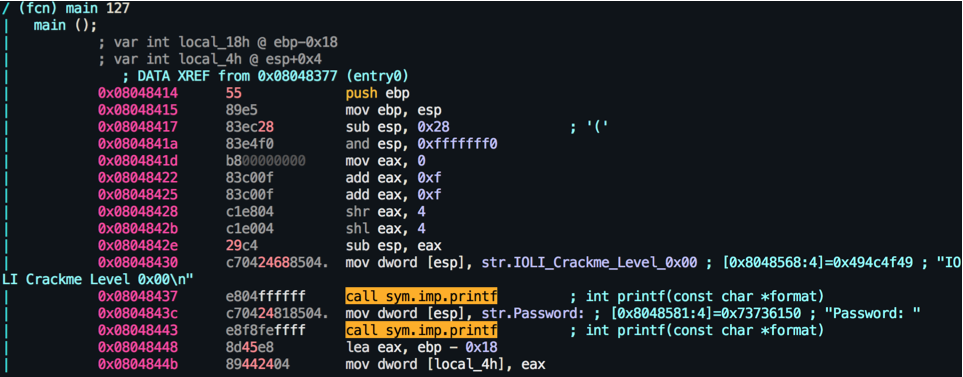 / (fcn) main 127
|   main ();
|           ; var int local_18h @ ebp-0x18
|           ; var int local_4h @ esp+0x4
|              ; DATA XREF from 0x08048377 (entry0)
|           0x08048414      55             push ebp
|           0x08048415      89e5           mov ebp, esp
|           0x08048417      83ec28         sub esp, 0x28              ; '('
|           0x0804841a      83e4f0         and esp, 0xfffffff0
|           0x0804841d      b800000000     mov eax, 0
|           0x08048422      83c00f         add eax, 0xf
|           0x08048425      83c00f         add eax, 0xf
|           0x08048428      c1e804         shr eax, 4
|           0x0804842b      c1e004         shl eax, 4
|           0x0804842e      29c4           sub esp, eax
|           0x08048430      c70424688504.  mov dword [esp], str.IOLI_Crackme_Level_0x00 ; [0x8048568:4]=0x494c4f49 ; "IO
LI Crackme Level 0x00\n"
|           0x08048437      e804ffffff     call sym.imp.printf        ; int printf(const char *format)
|           0x0804843c      c70424818504.  mov dword [esp], str.Password: ; [0x8048581:4]=0x73736150 ; "Password: "
|           0x08048443      e8f8feffff     call sym.imp.printf        ; int printf(const char *format)
|           0x08048448      8d45e8         lea eax, ebp - 0x18
|           0x0804844b      89442404       mov dword [local_4h], eax